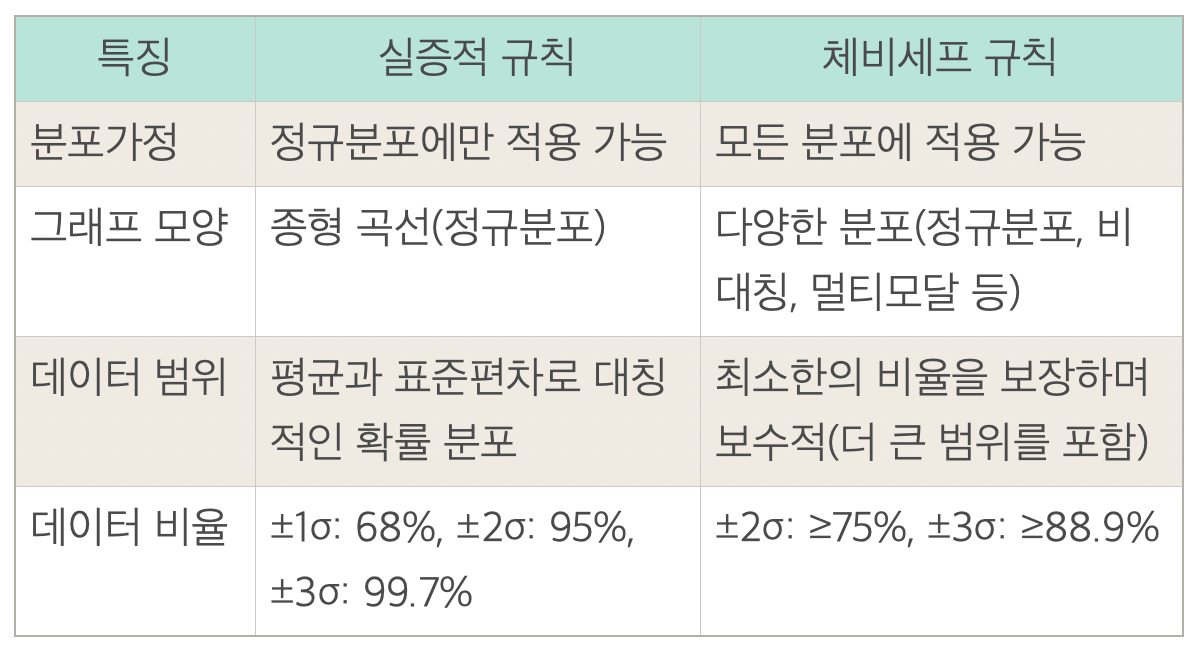 특징 실증적 규칙 체비세프 규칙
분포가정 정규분포에만 적용 가능 모든 분포에 적용 가능
그래프 모양 종형 곡선(정규분포) 다양한 분포(정규분포, 비
대칭, 멀티모달 등)
데이터 범위 평균과 표준편차로 대칭 최소한의 비율을 보장하며
적인 확률 분포 보수적(더 큰 범위를 포함)
데이터 비율 ±1σ: 68%, ±2σ: 95%, ±2σ: ≥75%, ±3σ: ≥88.9%
±3σ: 99.7%